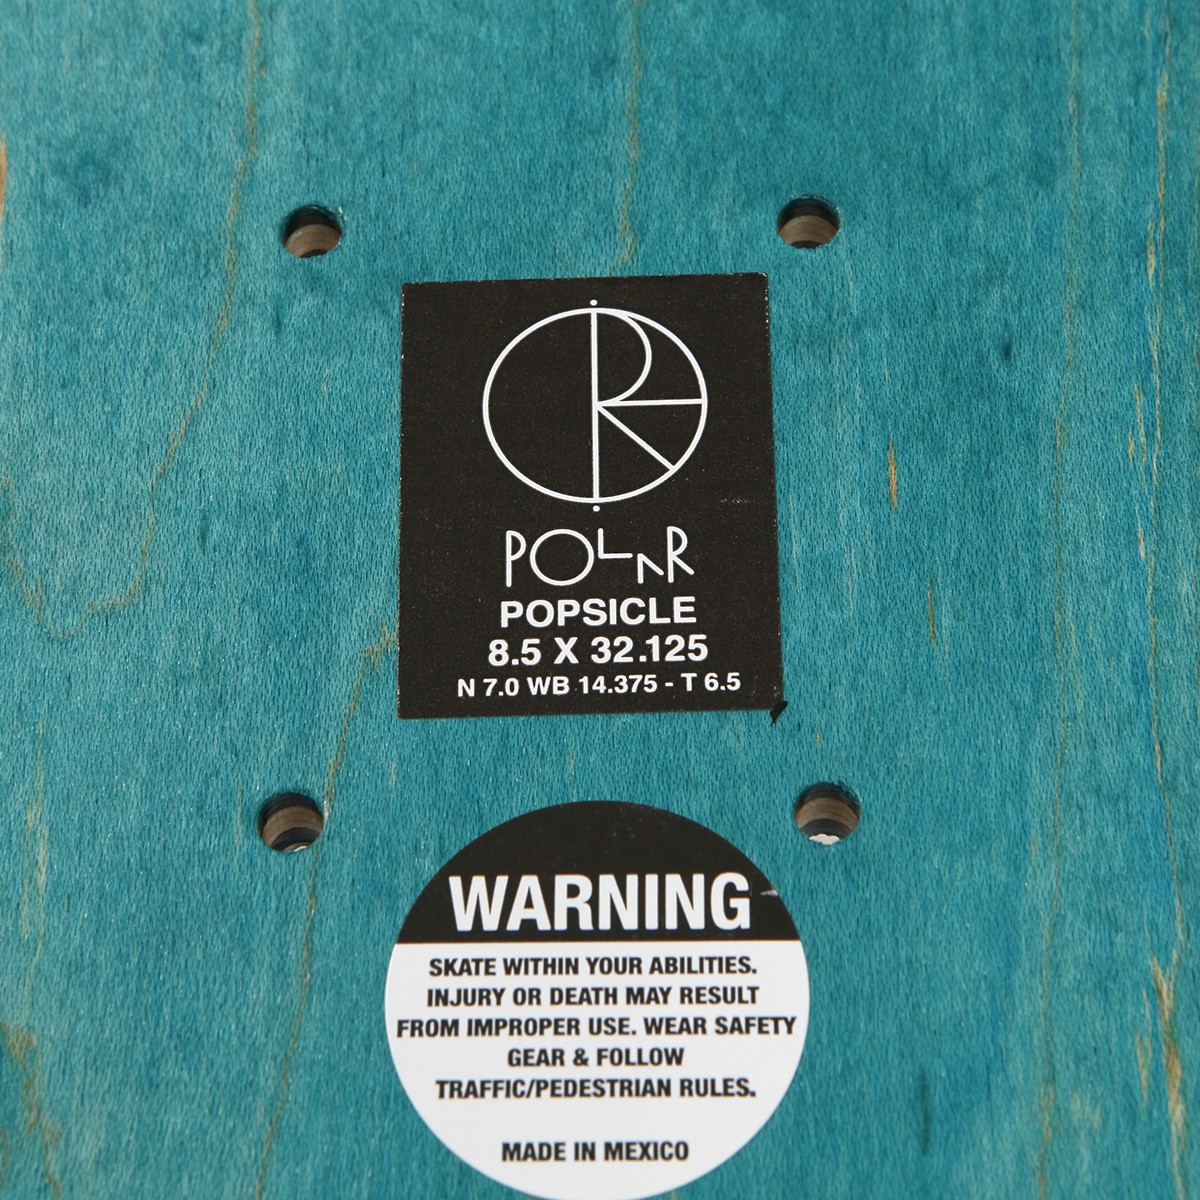 POLAR
POPSICLE
8.5 X 32.125
N 7.0 WB 14.375 - T 6.5
WARNING
SKATE WITHIN YOUR ABILITIES.
INJURY OR DEATH MAY RESULT
FROM IMPROPER USE. WEAR SAFETY
GEAR & FOLLOW
TRAFFIC/PEDESTRIAN RULES.
MADE IN MEXICO